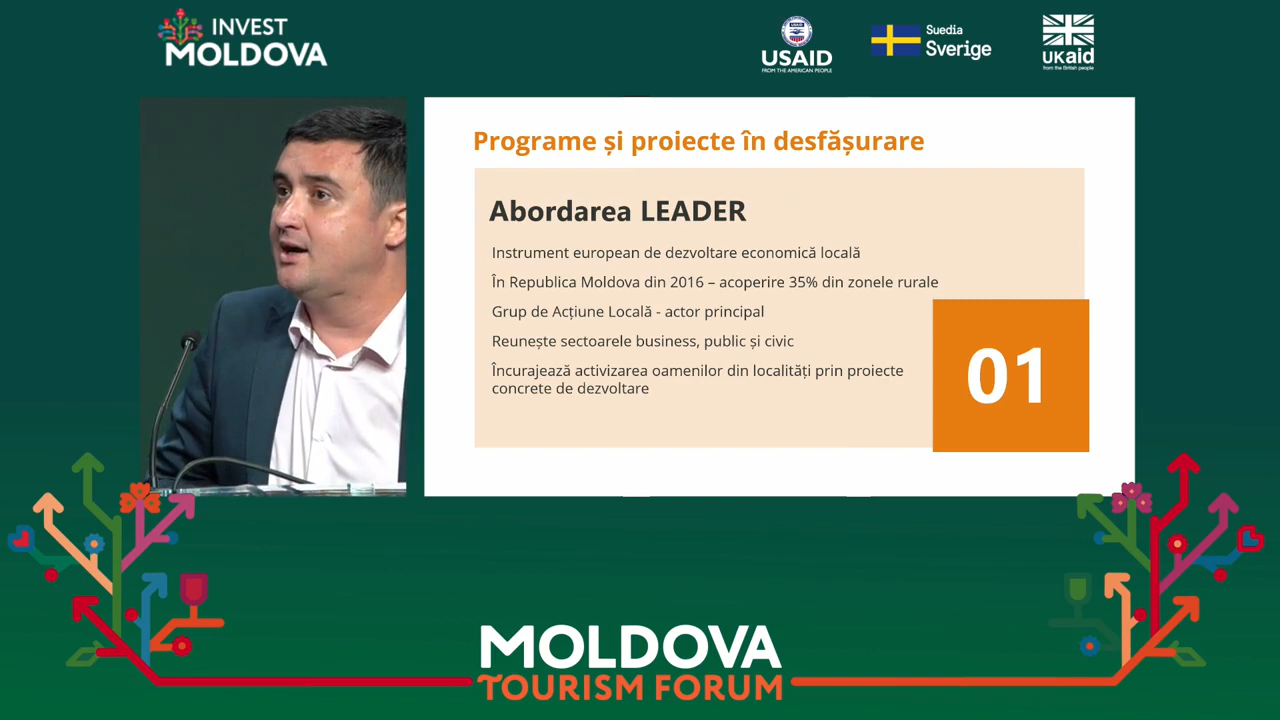 INVEST
MOLDOVA
USAID
FROM THE AMERICAN PEOPLE
Suedia
Sverige
UKaid
from the British people
Programe și proiecte în desfășurare
Abordarea LEADER
Instrument european de dezvoltare economică locală
În Republica Moldova din 2016 – acoperire 35% din zonele rurale
Grup de Acțiune Locală - actor principal
Reunește sectoarele business, public și civic
Încurajează activizarea oamenilor din localități prin proiecte
concrete de dezvoltare
01
MOLDOVA
TOURISM FORUM